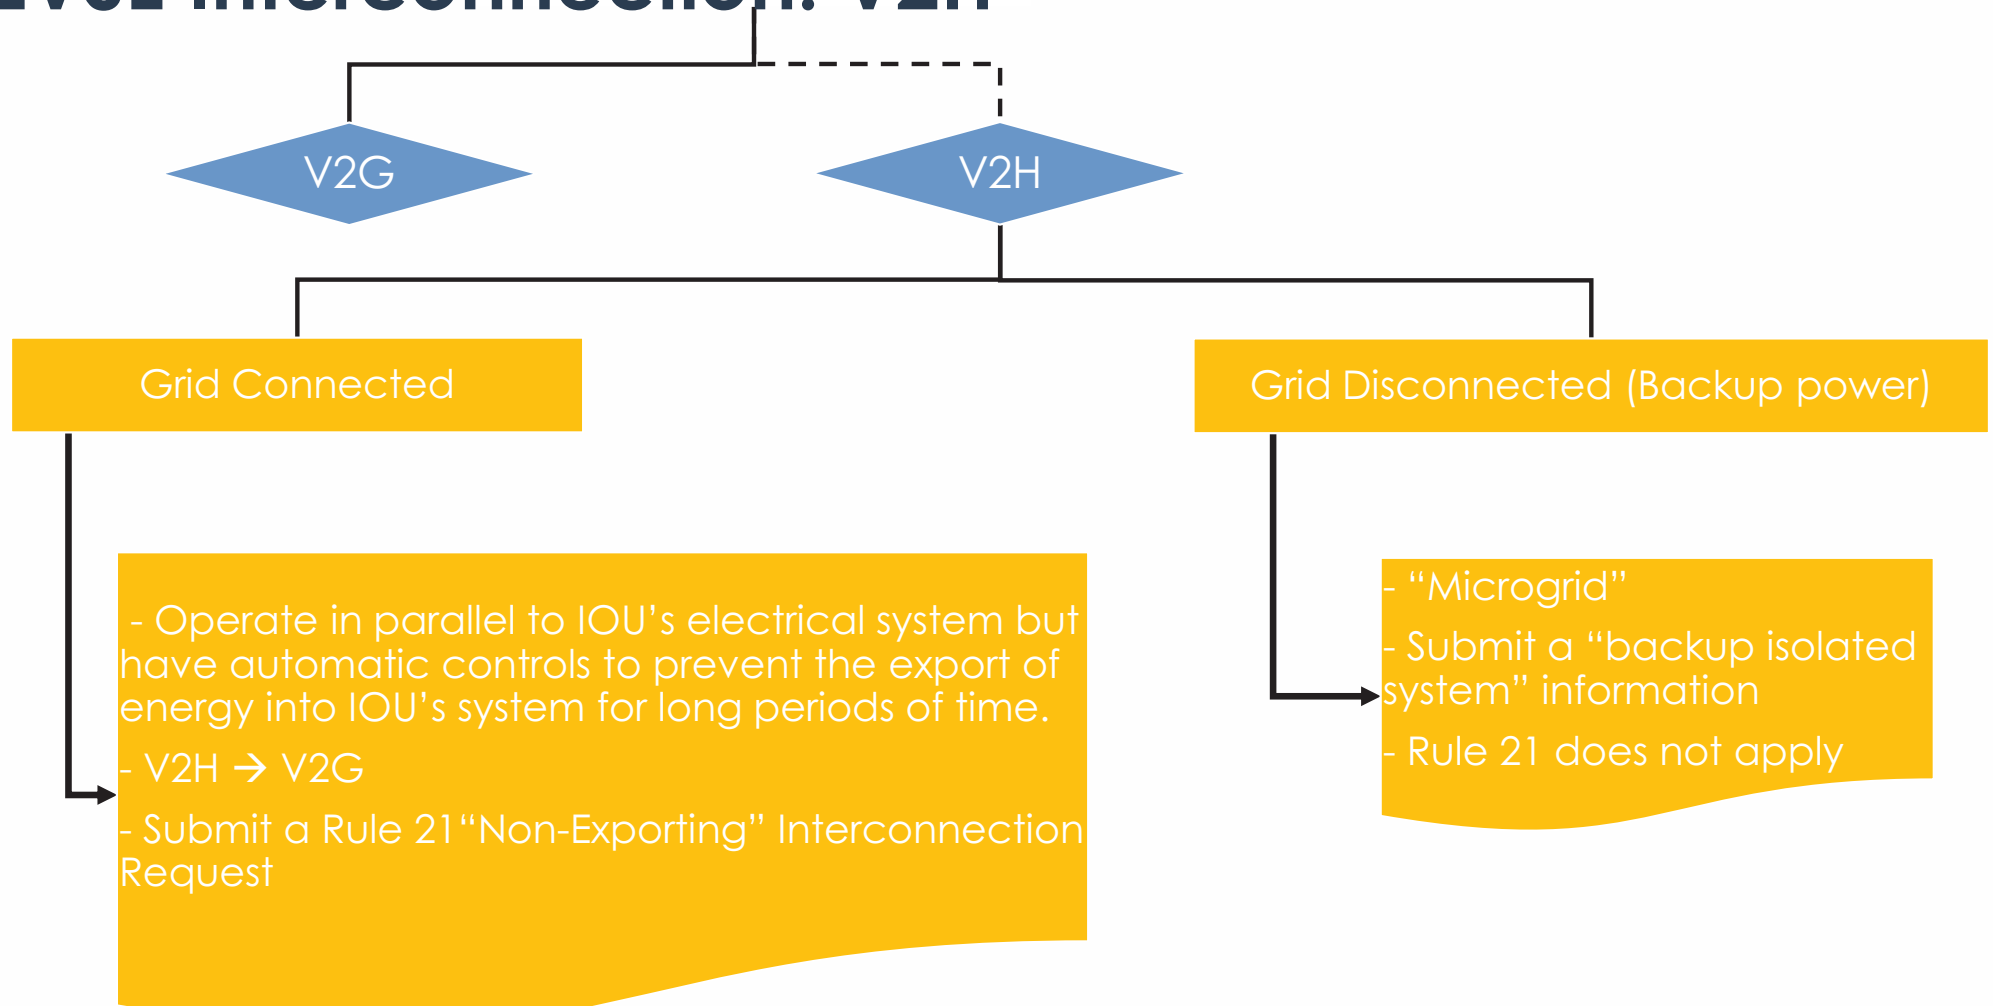 Interconnection: V2H
V2G
V2H
Grid Connected
Grid Disconnected (Backup power)
- Operate in parallel to IOU’s electrical system but
have automatic controls to prevent the export of
energy into IOU’s system for long periods of time.
- V2H → V2G
- Submit a Rule 21“Non-Exporting” Interconnection
Request
- “Microgrid”
- Submit a “backup isolated
system” information
- Rule 21 does not apply